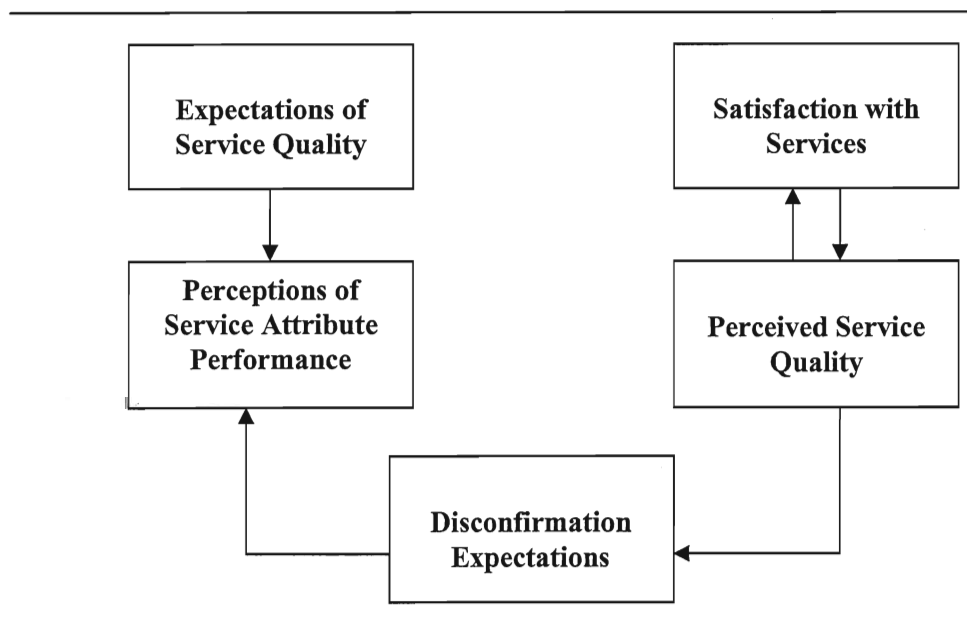 Expectations of
Service Quality
Satisfaction with
Services
Perceptions of
Service Attribute
Performance
Perceived Service
Quality
Disconfirmation
Expectations